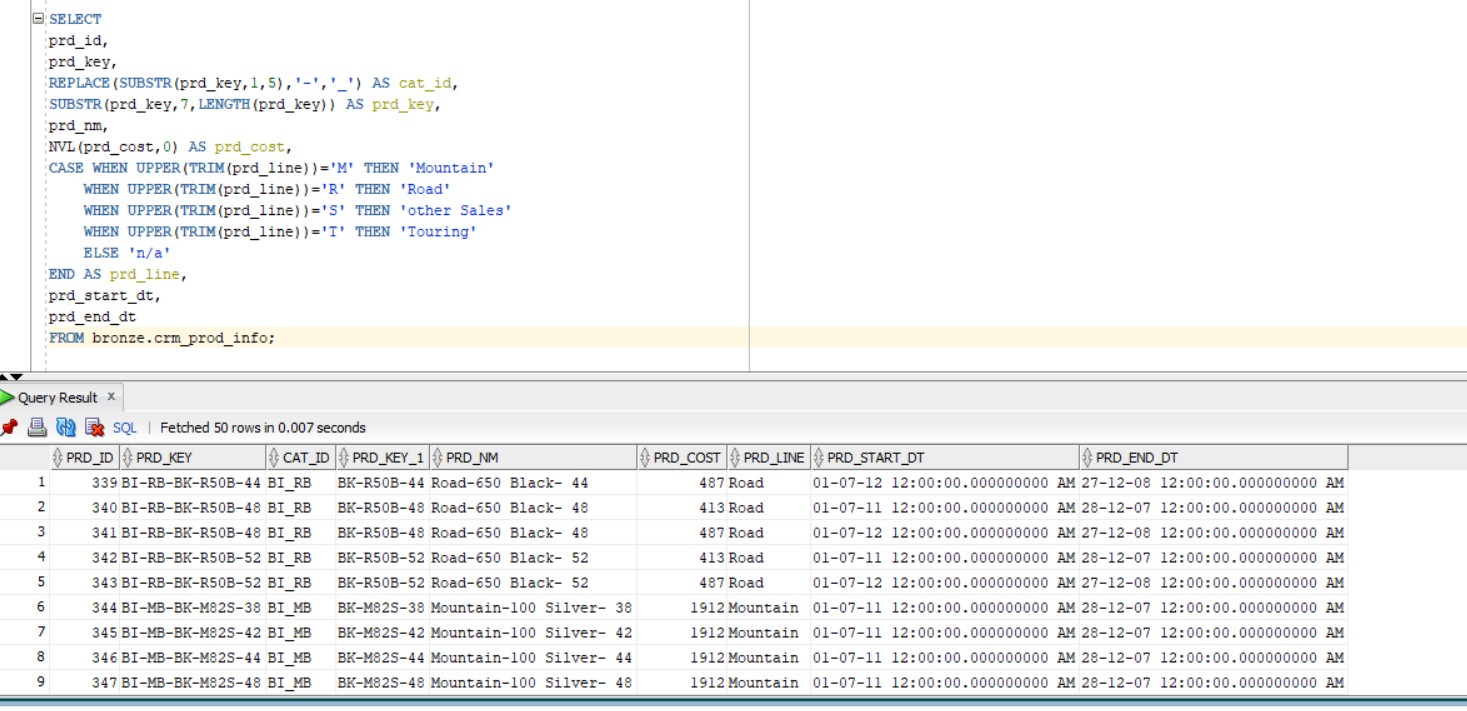 SELECT
prd_id,
prd_key,
REPLACE(SUBSTR(prd_key,1,5),'-','_') AS cat_id,
SUBSTR(prd_key,7,LENGTH(prd_key)) AS prd_key,
prd_nm,
NVL(prd_cost,0) AS prd_cost,
CASE WHEN UPPER(TRIM(prd_line))='M' THEN 'Mountain'
WHEN UPPER(TRIM(prd_line))='R' THEN 'Road'
WHEN UPPER(TRIM(prd_line))='S' THEN 'other Sales'
WHEN UPPER(TRIM(prd_line))='T' THEN 'Touring'
ELSE 'n/a'
END AS prd_line,
prd_start_dt,
prd_end_dt
FROM bronze.crm_prod_info;
Query Result x
SQL | Fetched 50 rows in 0.007 seconds
PRD_ID PRD_KEY CAT_ID PRD_KEY_1 PRD_NM PRD_COST PRD_LINE PRD_START_DT PRD_END_DT
1 339 BI-RB-BK-R50B-44 BI_RB BK-R50B-44 Road-650 Black- 44 487 Road 01-07-12 12:00:00.000000000 AM 27-12-08 12:00:00.000000000 AM
2 340 BI-RB-BK-R50B-48 BI_RB BK-R50B-48 Road-650 Black- 48 413 Road 01-07-11 12:00:00.000000000 AM 28-12-07 12:00:00.000000000 AM
3 341 BI-RB-BK-R50B-48 BI_RB BK-R50B-48 Road-650 Black- 48 487 Road 01-07-12 12:00:00.000000000 AM 27-12-08 12:00:00.000000000 AM
4 342 BI-RB-BK-R50B-52 BI_RB BK-R50B-52 Road-650 Black- 52 413 Road 01-07-11 12:00:00.000000000 AM 28-12-07 12:00:00.000000000 AM
5 343 BI-RB-BK-R50B-52 BI_RB BK-R50B-52 Road-650 Black- 52 487 Road 01-07-12 12:00:00.000000000 AM 27-12-08 12:00:00.000000000 AM
6 344 BI-MB-BK-M82S-38 BI_MB BK-M82S-38 Mountain-100 Silver- 38 1912 Mountain 01-07-11 12:00:00.000000000 AM 28-12-07 12:00:00.000000000 AM
7 345 BI-MB-BK-M82S-42 BI_MB BK-M82S-42 Mountain-100 Silver- 42 1912 Mountain 01-07-11 12:00:00.000000000 AM 28-12-07 12:00:00.000000000 AM
8 346 BI-MB-BK-M82S-44 BI_MB BK-M82S-44 Mountain-100 Silver- 44 1912 Mountain 01-07-11 12:00:00.000000000 AM 28-12-07 12:00:00.000000000 AM
9 347 BI-MB-BK-M82S-48 BI_MB BK-M82S-48 Mountain-100 Silver- 48 1912 Mountain 01-07-11 12:00:00.000000000 AM 28-12-07 12:00:00.000000000 AM